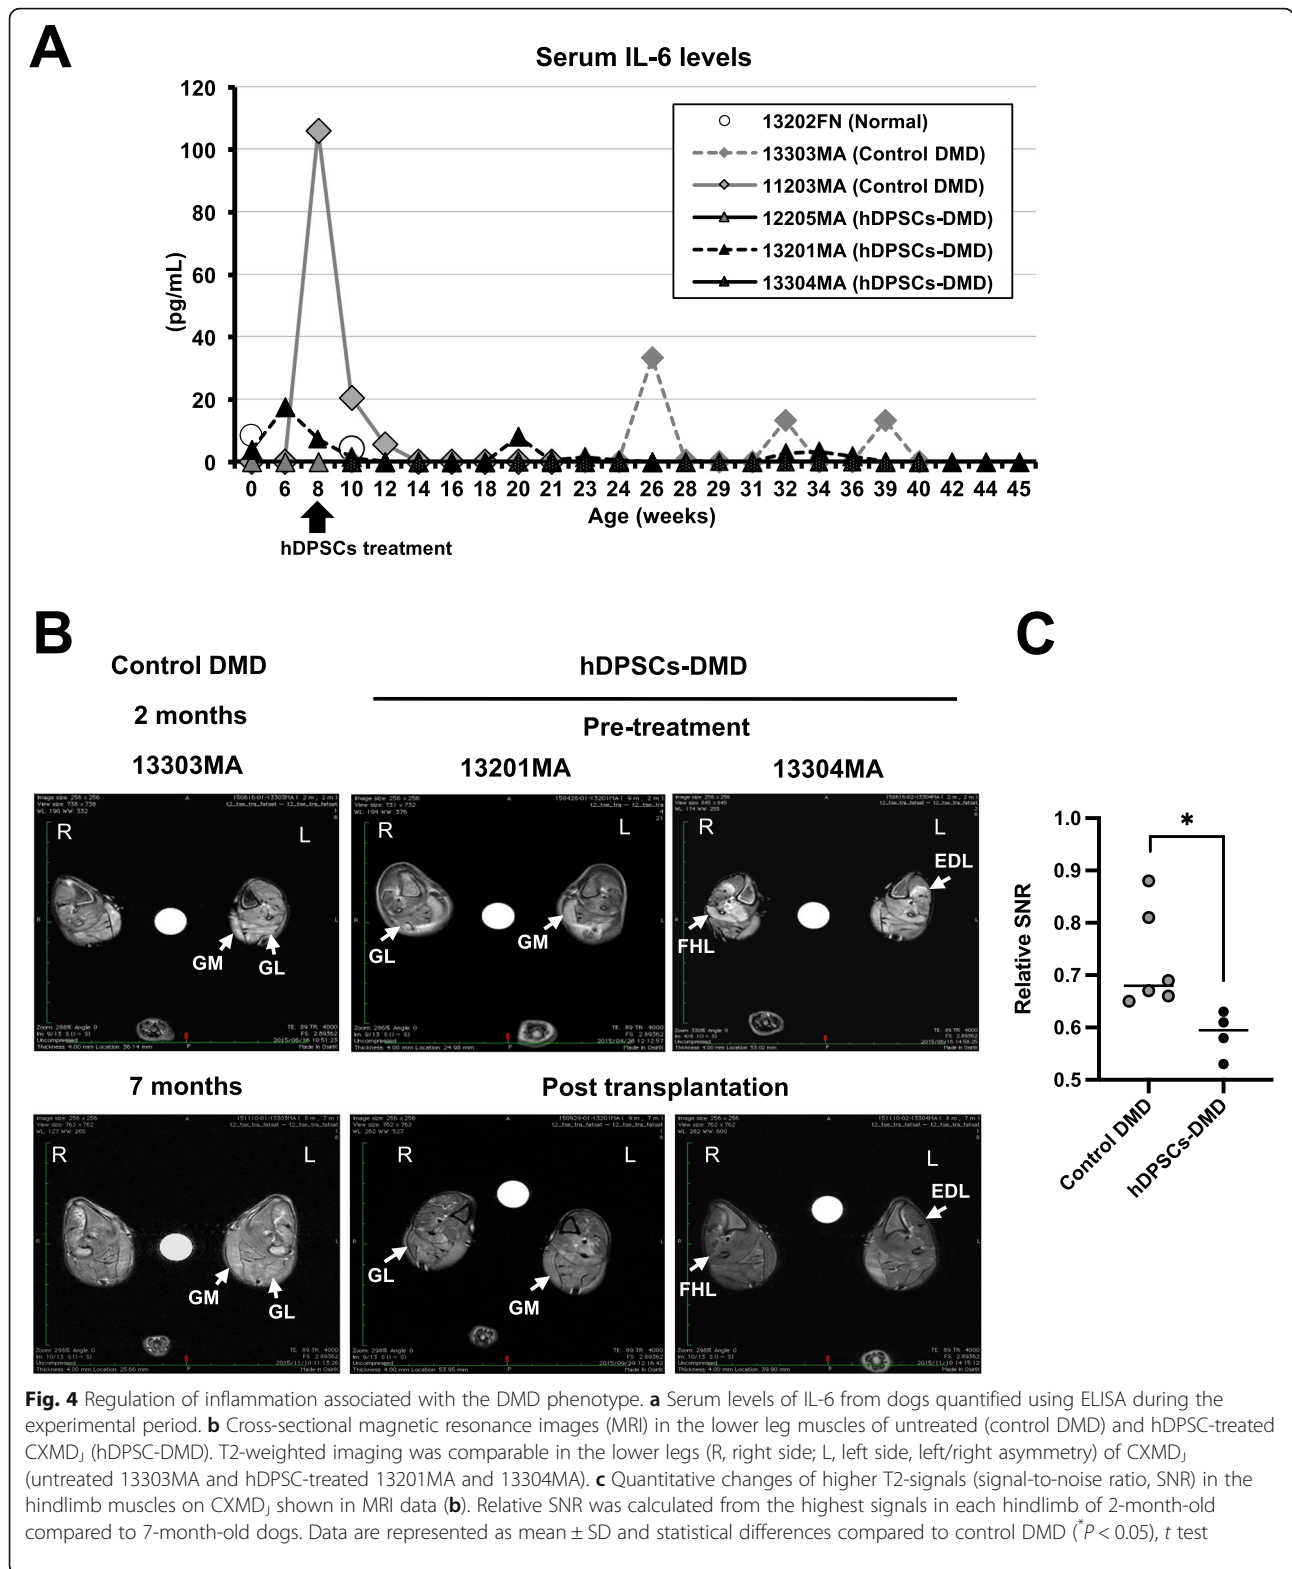 A
Serum IL-6 levels
120
100
80
60
40
20
0
(pg/mL)
13202FN (Normal)
13303MA (Control DMD)
11203MA (Control DMD)
12205MA (hDPSCs-DMD)
13201MA (hDPSCs-DMD)
13304MA (hDPSCs-DMD)
0 6 8 10 12 14 16 18 20 21 23 24 26 28 29 31 32 34 36 39 40 42 44 45
Age (weeks)
hDPSCs treatment
B
Control DMD
hDPSCs-DMD
2 months
Pre-treatment
13303MA
13201MA
13304MA
R L
GM GL
R L
GL GM
R L
EDL
FHL
7 months
Post transplantation
R L
GM GL
R L
GL GM
R L
EDL
FHL
C
Relative SNR
1.0
0.9
0.8
0.7
0.6
0.5
*
Control DMD
hDPSCs-DMD
Fig. 4 Regulation of inflammation associated with the DMD phenotype. a Serum levels of IL-6 from dogs quantified using ELISA during the
experimental period. b Cross-sectional magnetic resonance images (MRI) in the lower leg muscles of untreated (control DMD) and hDPSC-treated
CXMDJ (hDPSC-DMD). T2-weighted imaging was comparable in the lower legs (R, right side; L, left side, left/right asymmetry) of CXMDJ
(untreated 13303MA and hDPSC-treated 13201MA and 13304MA). c Quantitative changes of higher T2-signals (signal-to-noise ratio, SNR) in the
hindlimb muscles on CXMDJ shown in MRI data (b). Relative SNR was calculated from the highest signals in each hindlimb of 2-month-old
compared to 7-month-old dogs. Data are represented as mean ± SD and statistical differences compared to control DMD (*P < 0.05), t test